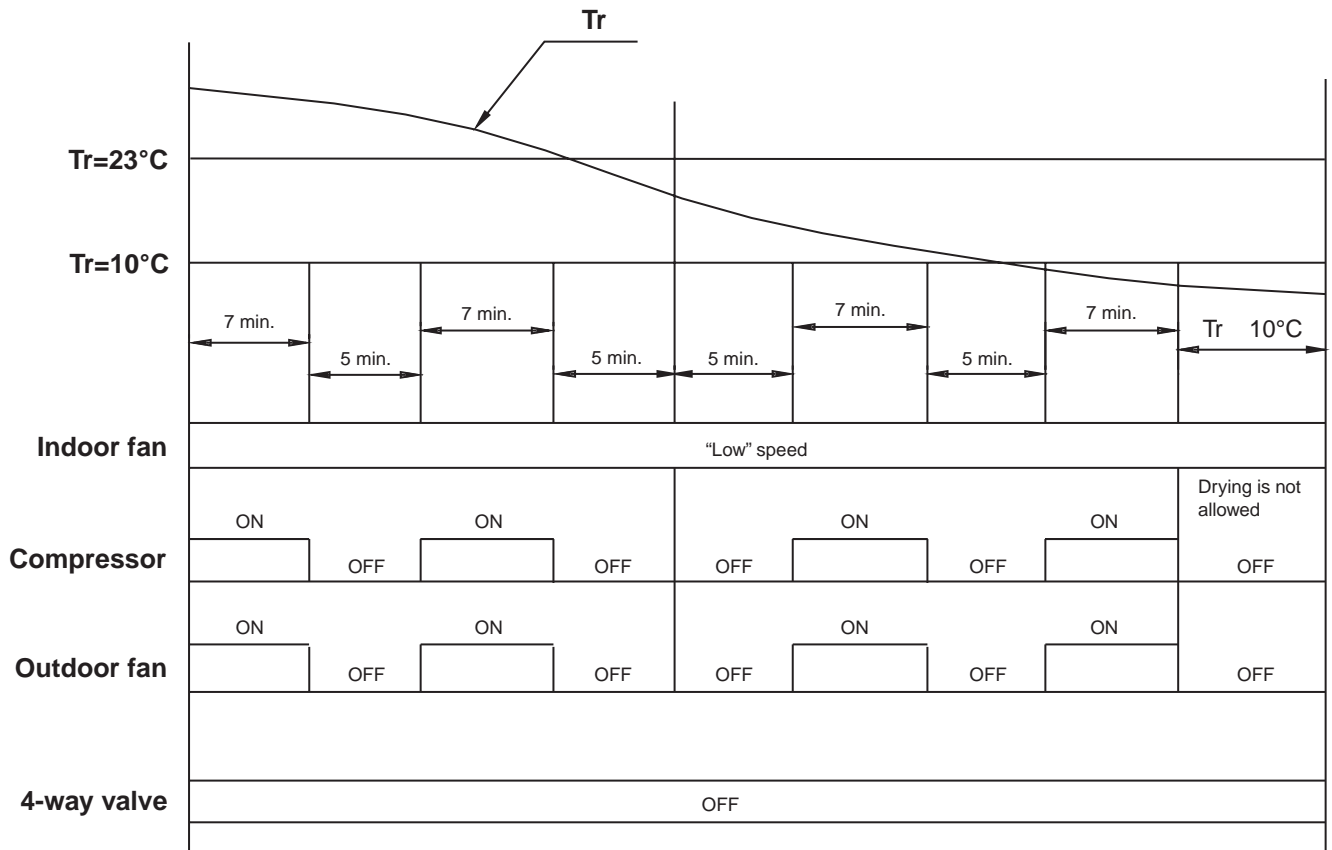 Tr
Tr=23°C
Tr=10°C
7 min.
7 min.
7 min.
7 min.
Tr 10°C
5 min.
5 min.
5 min.
5 min.
Indoor fan
“Low” speed
Drying is not
allowed
ON
ON
ON
ON
Compressor
OFF
OFF
OFF
OFF
OFF
ON
ON
ON
ON
Outdoor fan
OFF
OFF
OFF
OFF
OFF
4-way valve
OFF